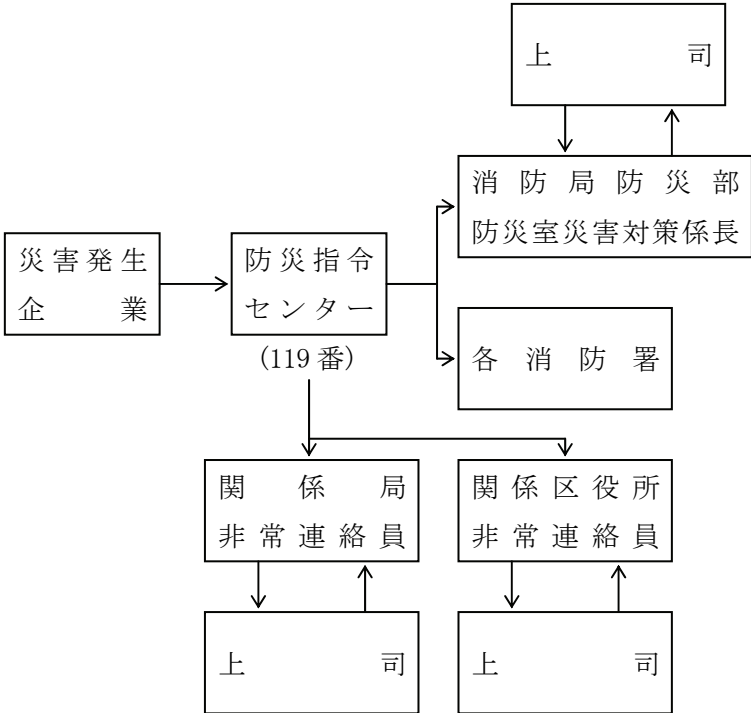 上司
消防局防災部
防災室災害対策係長
災害発生
企業
防災指令
センター
(119番)
各消防署
関係局
非常連絡員
関係区役所
非常連絡員
上司
上司